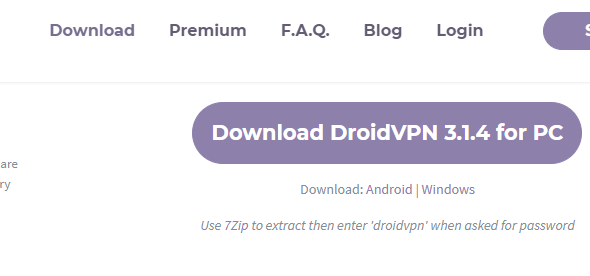 Download Premium F.A.Q. Blog Login
Download DroidVPN 3.1.4 for PC
are
Download: Android | Windows
ry
Use 7Zip to extract then enter 'droidvpn' when asked for password